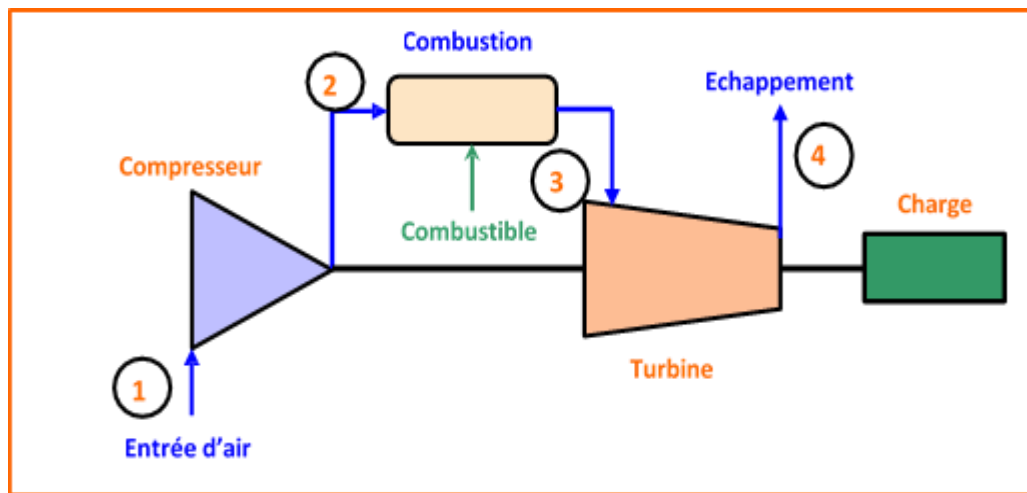 Combustion
2
Echappement
4
Compresseur
3
Charge
Combustible
1
Turbine
Entrée d'air